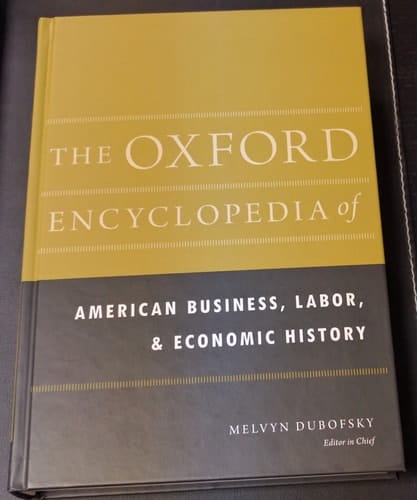 THE OXFORD
ENCYCLOPEDIA of
AMERICAN BUSINESS, LABOR,
& ECONOMIC HISTORY
MELVYN DUBOFSKY
Editor in Chief